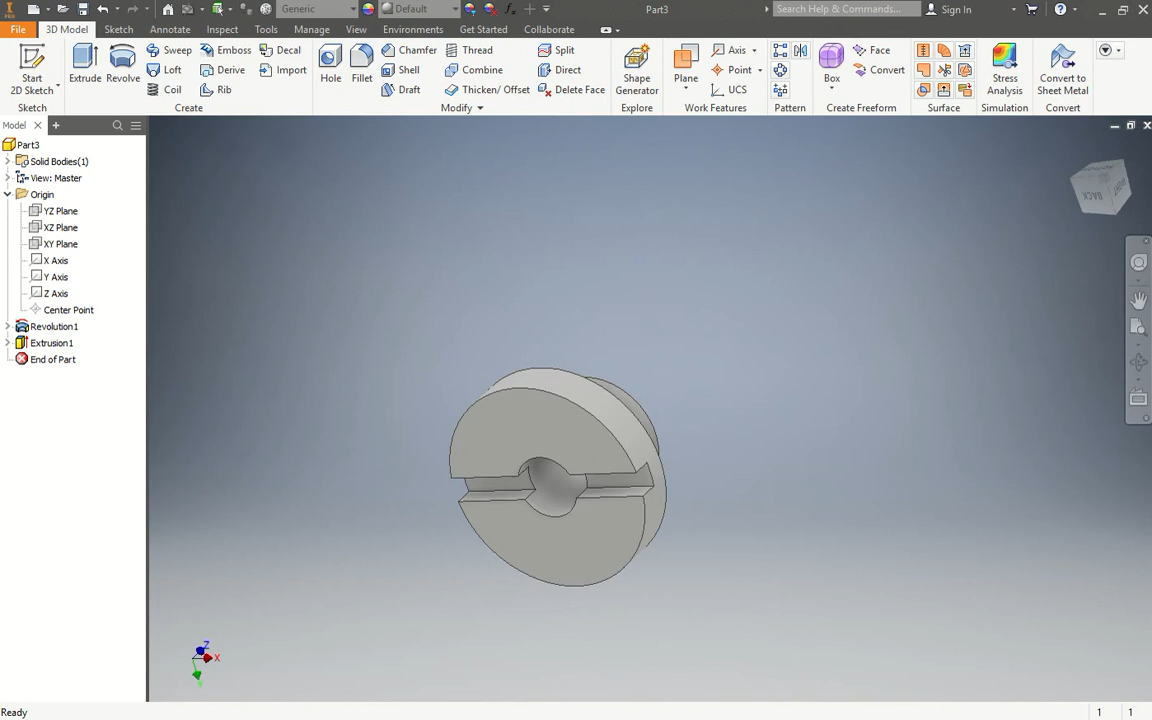 Generic
Default
Part3
Search Help & Commands...
Sign In
File
3D Model
Sketch
Annotate
Inspect
Tools
Manage
View
Environments
Get Started
Collaborate
Start
2D Sketch
Sketch
Extrude
Revolve
Sweep
Loft
Coil
Emboss
Derive
Rib
Decal
Import
Create
Hole
Fillet
Chamfer
Shell
Draft
Thread
Combine
Thicken/ Offset
Split
Direct
Delete Face
Modify
Shape
Generator
Explore
Plane
Axis
Point
UCS
Work Features
Pattern
Box
Face
Convert
Create Freeform
Surface
Stress
Analysis
Simulation
Convert to
Sheet Metal
Convert
Model
Part3
Solid Bodies(1)
View: Master
Origin
YZ Plane
XZ Plane
XY Plane
X Axis
Y Axis
Z Axis
Center Point
Revolution1
Extrusion1
End of Part
BACK
Z
X
Ready
1
1